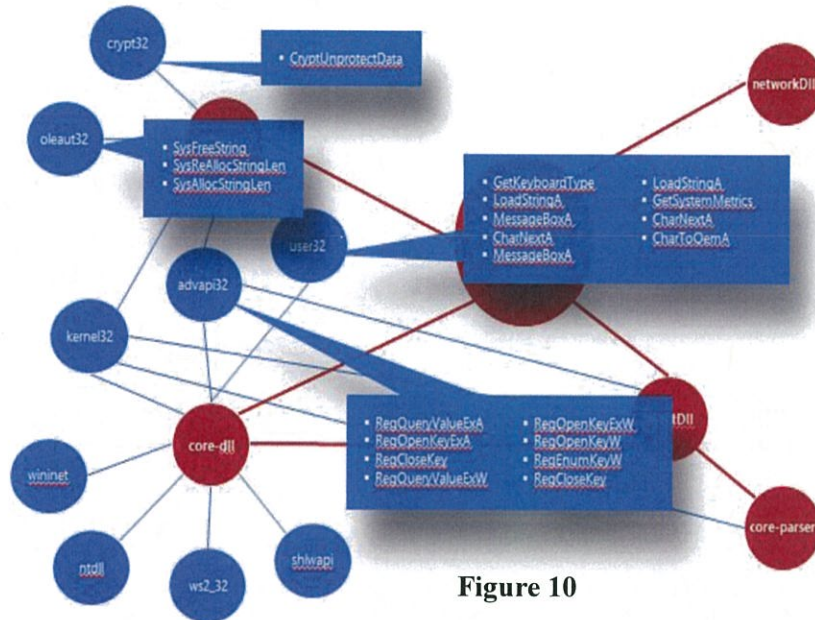 crypt32
• CryptUnprotectData
networkDll
oleaut32
• SysFreeString
• SysReAllocStringLen
• SysAllocStringLen
• GetKeyboardType
• LoadStringA
• MessageBoxA
• CharNextA
• MessageBoxA
• LoadStringA
• GetSystemMetrics
• CharNextA
• CharToOemA
user32
advapi32
kernel32
• RegQueryValueExA
• RegOpenKeyExA
• RegCloseKey
• RegQueryValueExW
• RegOpenKeyExW
• RegOpenKeyW
• RegEnumKeyW
• RegCloseKey
core-dll
wininet
core-parser
ntdll
ws2_32
shlwapi
Figure 10